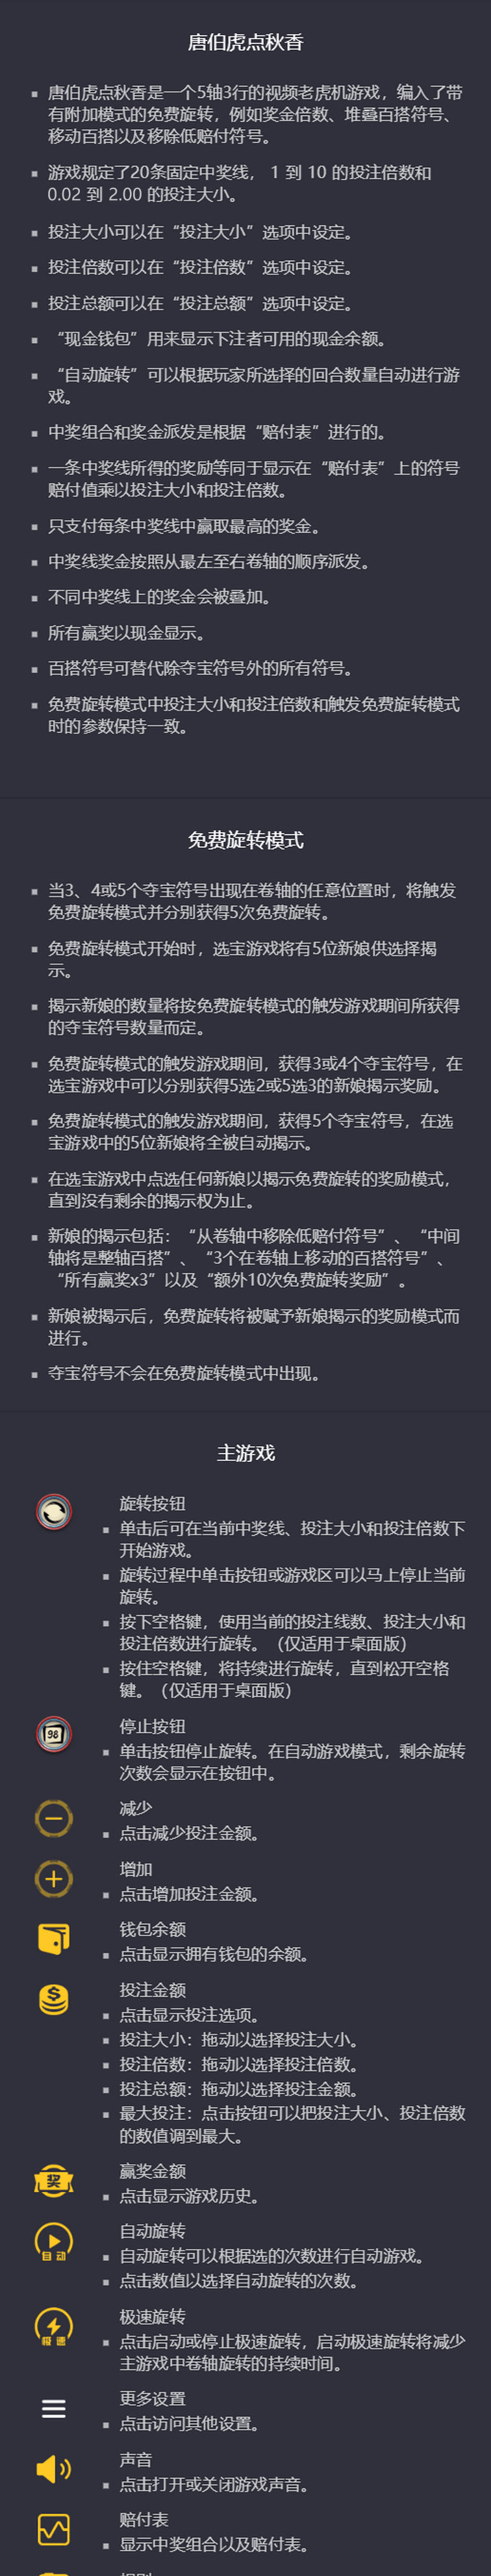 唐伯虎点秋香
唐伯虎点秋香是一个5轴3行的视频老虎机游戏，编入了带
有附加模式的免费旋转，例如奖金倍数、堆叠百搭符号、
移动百搭以及移除低赔付符号。
游戏规定了20条固定中奖线， 1 到 10 的投注倍数和
0.02 到 2.00 的投注大小。
投注大小可以在“投注大小”选项中设定。
投注倍数可以在“投注倍数”选项中设定。
投注总额可以在“投注总额”选项中设定。
“现金钱包”用来显示下注者可用的现金余额。
“自动旋转”可以根据玩家所选择的回合数量自动进行游
戏。
中奖组合和奖金派发是根据“赔付表”进行的。
一条中奖线所得的奖励等同于显示在“赔付表”上的符号
赔付值乘以投注大小和投注倍数。
只支付每条中奖线中赢取最高的奖金。
中奖线奖金按照从最左至右卷轴的顺序派发。
不同中奖线上的奖金会被叠加。
所有赢奖以现金显示。
百搭符号可替代除夺宝符号外的所有符号。
免费旋转模式中投注大小和投注倍数和触发免费旋转模式
时的参数保持一致。
免费旋转模式
当3、4或5个夺宝符号出现在卷轴的任意位置时，将触发
免费旋转模式并分别获得5次免费旋转。
免费旋转模式开始时，选宝游戏将有5位新娘供选择揭
示。
揭示新娘的数量将按免费旋转模式的触发游戏期间所获得
的夺宝符号数量而定。
免费旋转模式的触发游戏期间，获得3或4个夺宝符号，在
选宝游戏中可以分别获得5选2或5选3的新娘揭示奖励。
免费旋转模式的触发游戏期间，获得5个夺宝符号，在选
宝游戏中的5位新娘将全被自动揭示。
在选宝游戏中点选任何新娘以揭示免费旋转的奖励模式，
直到没有剩余的揭示权为止。
新娘的揭示包括：“从卷轴中移除低赔付符号”、“中间
轴将是整轴百搭”、“3个在卷轴上移动的百搭符号”、
“所有赢奖x3”以及“额外10次免费旋转奖励”。
新娘被揭示后，免费旋转将被赋予新娘揭示的奖励模式而
进行。
夺宝符号不会在免费旋转模式中出现。
主游戏
旋转按钮
单击后可在当前中奖线、投注大小和投注倍数下
开始游戏。
旋转过程中单击按钮或游戏区可以马上停止当前
旋转。
按下空格键，使用当前的投注线数、投注大小和
投注倍数进行旋转。（仅适用于桌面版）
按住空格键，将持续进行旋转，直到松开空格
键。（仅适用于桌面版）
98
停止按钮
单击按钮停止旋转。在自动游戏模式，剩余旋转
次数会显示在按钮中。
减少
点击减少投注金额。
增加
点击增加投注金额。
钱包余额
点击显示拥有钱包的余额。
投注金额
点击显示投注选项。
投注大小：拖动以选择投注大小。
投注倍数：拖动以选择投注倍数。
投注总额：拖动以选择投注金额。
最大投注：点击按钮可以把投注大小、投注倍数
的数值调到最大。
奖
赢奖金额
点击显示游戏历史。
自动
自动旋转
自动旋转可以根据选的次数进行自动游戏。
点击数值以选择自动旋转的次数。
极速
极速旋转
点击启动或停止极速旋转，启动极速旋转将减少
主游戏中卷轴旋转的持续时间。
更多设置
点击访问其他设置。
声音
点击打开或关闭游戏声音。
赔付表
显示中奖组合以及赔付表。